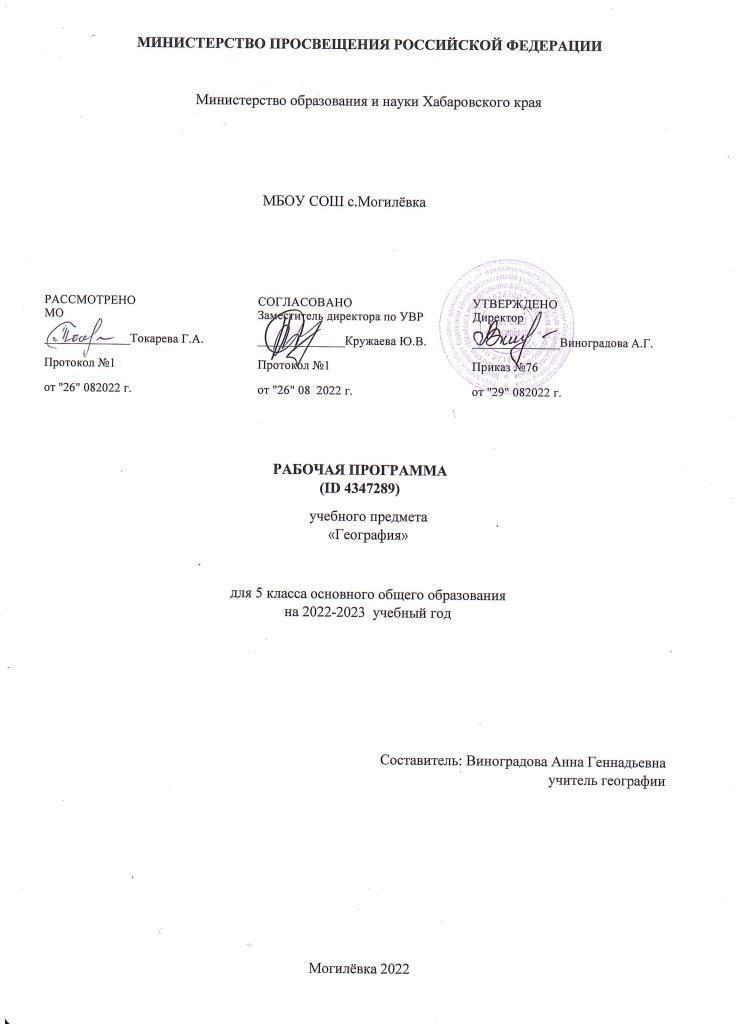 МИНИСТЕРСТВО ПРОСВЕЩЕНИЯ РОССИЙСКОЙ ФЕДЕРАЦИИ
Министерство образования и науки Хабаровского края
МБОУ СОШ с.Могилёвка
РАССМОТРЕНО
МО
Токарева Г.А.
Протокол №1
от "26" 082022 г.
СОГЛАСОВАНО
Заместитель директора по УВР
Кружаева Ю.В.
Протокол №1
от "26" 08 2022 г.
УТВЕРЖДЕНО
Директор
Виноградова А.Г.
Приказ №76
от "29" 082022 г.
РАБОЧАЯ ПРОГРАММА
(ID 4347289)
учебного предмета
«География»
для 5 класса основного общего образования
на 2022-2023 учебный год
Составитель: Виноградова Анна Геннадьевна
учитель географии
Могилёвка 2022